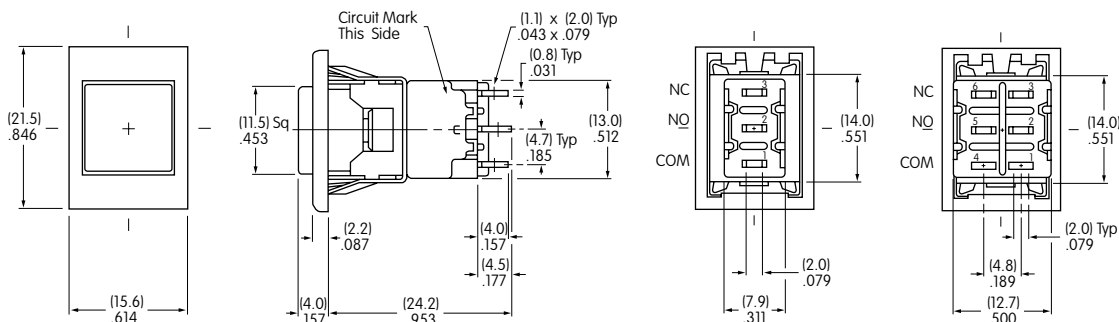 (21.5)
.846
(15.6)
.614
Circuit Mark
This Side
(1.1) x (2.0) Typ
.043 x .079
(0.8) Typ
.031
(11.5) Sq
.453
(13.0)
.512
(4.7) Typ
.185
(2.2)
.087
(4.0)
.157
(4.5)
.177
(4.0)
.157
(24.2)
.953
NC
NO
COM
3
2
1
(14.0)
.551
(2.0)
.079
(7.9)
.311
NC
NO
COM
6 3
5 2
4 1
(14.0)
.551
(2.0) Typ
.079
(4.8)
.189
(12.7)
.500